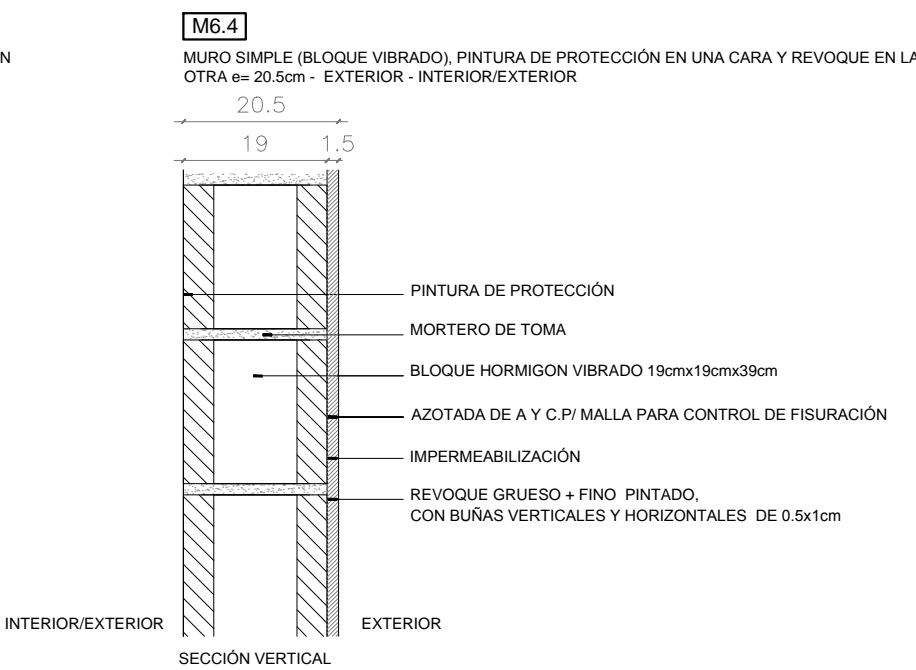 M6.4
N
MURO SIMPLE (BLOQUE VIBRADO), PINTURA DE PROTECCIÓN EN UNA CARA Y REVOQUE EN LA
OTRA e= 20.5cm - EXTERIOR - INTERIOR/EXTERIOR
20.5
19 1.5
PINTURA DE PROTECCIÓN
MORTERO DE TOMA
BLOQUE HORMIGON VIBRADO 19cmx19cmx39cm
AZOTADA DE A Y C.P/ MALLA PARA CONTROL DE FISURACIÓN
IMPERMEABILIZACIÓN
REVOQUE GRUESO + FINO PINTADO,
CON BUÑAS VERTICALES Y HORIZONTALES DE 0.5x1cm
INTERIOR/EXTERIOR EXTERIOR
SECCIÓN VERTICAL